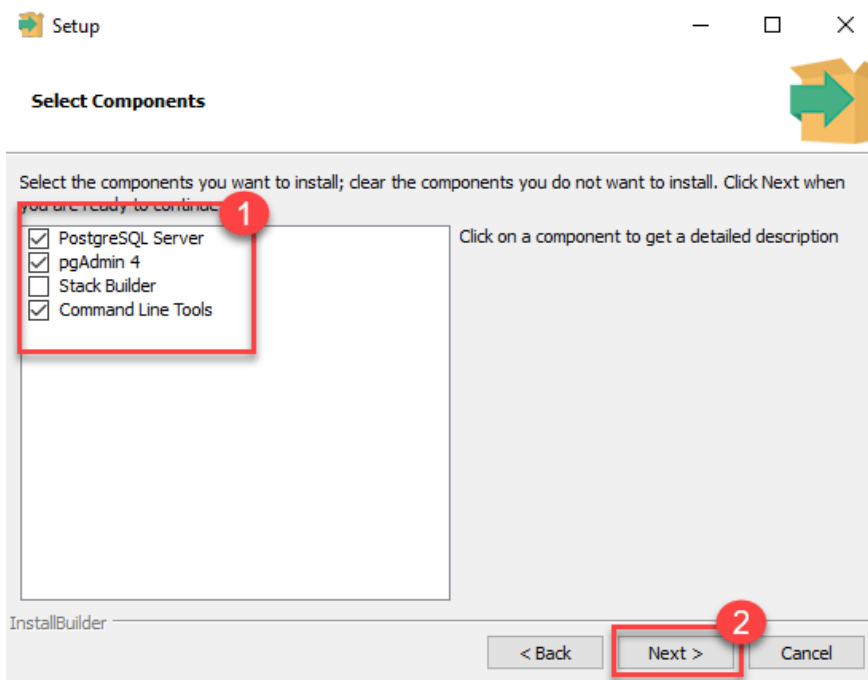 Setup
Select Components
Select the components you want to install; clear the components you do not want to install. Click Next when
you are ready to continue
1
PostgreSQL Server
Click on a component to get a detailed description
pgAdmin 4
Stack Builder
Command Line Tools
InstallBuilder
2
< Back
Next >
Cancel